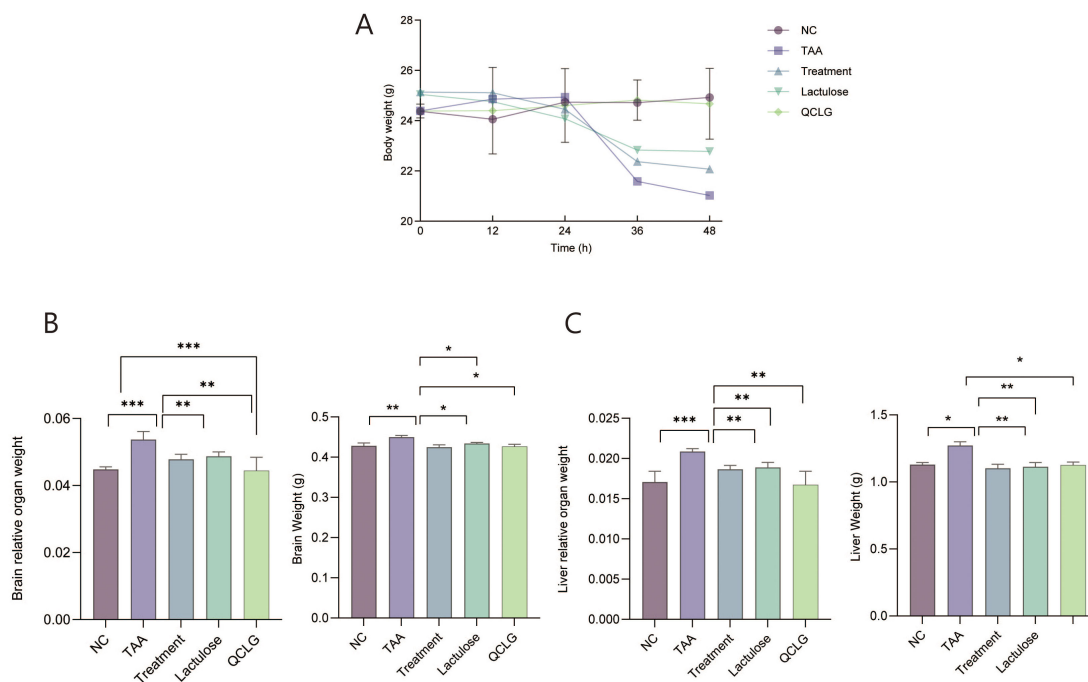 A
28
26
24
22
20
Body weight (g)
0
12
24
36
48
Time (h)
NC
TAA
Treatment
Lactulose
QCLG
B
***
**
***
**
0.06
0.04
0.02
0.00
Brain relative organ weight
NC
TAA
Treatment
Lactulose
QCLG
*
*
**
*
0.5
0.4
0.3
0.2
0.1
0.0
Brain Weight (g)
NC
TAA
Treatment
Lactulose
QCLG
C
**
**
***
**
0.025
0.020
0.015
0.010
0.005
0.000
Liver relative organ weight
NC
TAA
Treatment
Lactulose
QCLG
*
**
*
**
1.5
1.0
0.5
0.0
Liver Weight (g)
NC
TAA
Treatment
Lactulose